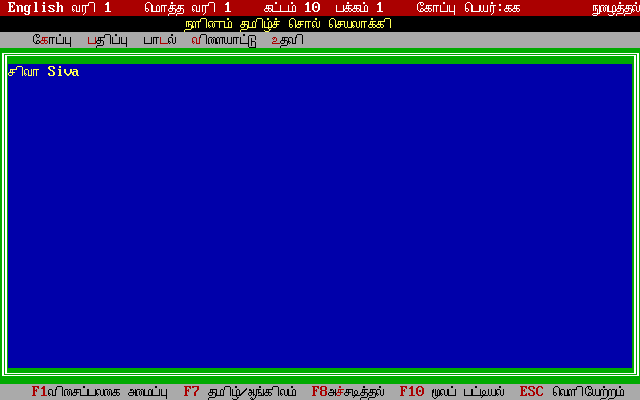 English வரி 1 மொத்த வரி 1 கட்டம் 10 பக்கம் 1 கோப்பு பெயர்:கக நுழைத்தல்
நூரினம் தமிழ்ச் சொல் செயலாக்கி
கோப்பு பதிப்பு பாடல் விளையாட்டு உதவி
சிவா Siva
F1விசைப்பலகை அமைப்பு F7 தமிழ்/ஆங்கிலம் F8அச்சடித்தல் F10 மூலப் பட்டியல் ESC வெளியேற்றம்